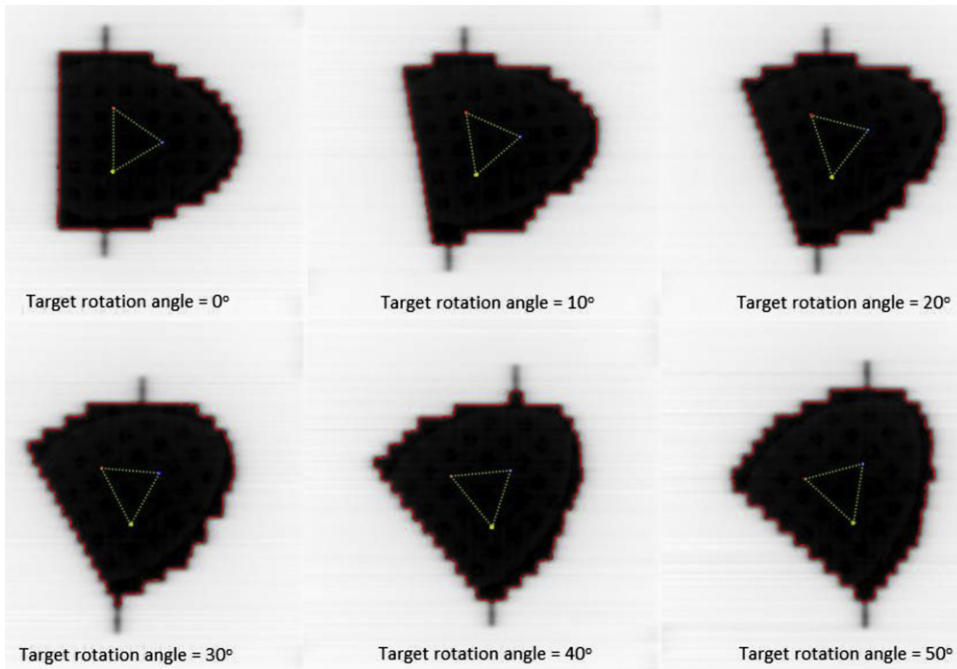 Target rotation angle = 0°
Target rotation angle = 10°
Target rotation angle = 20°
Target rotation angle = 30°
Target rotation angle = 40°
Target rotation angle = 50°